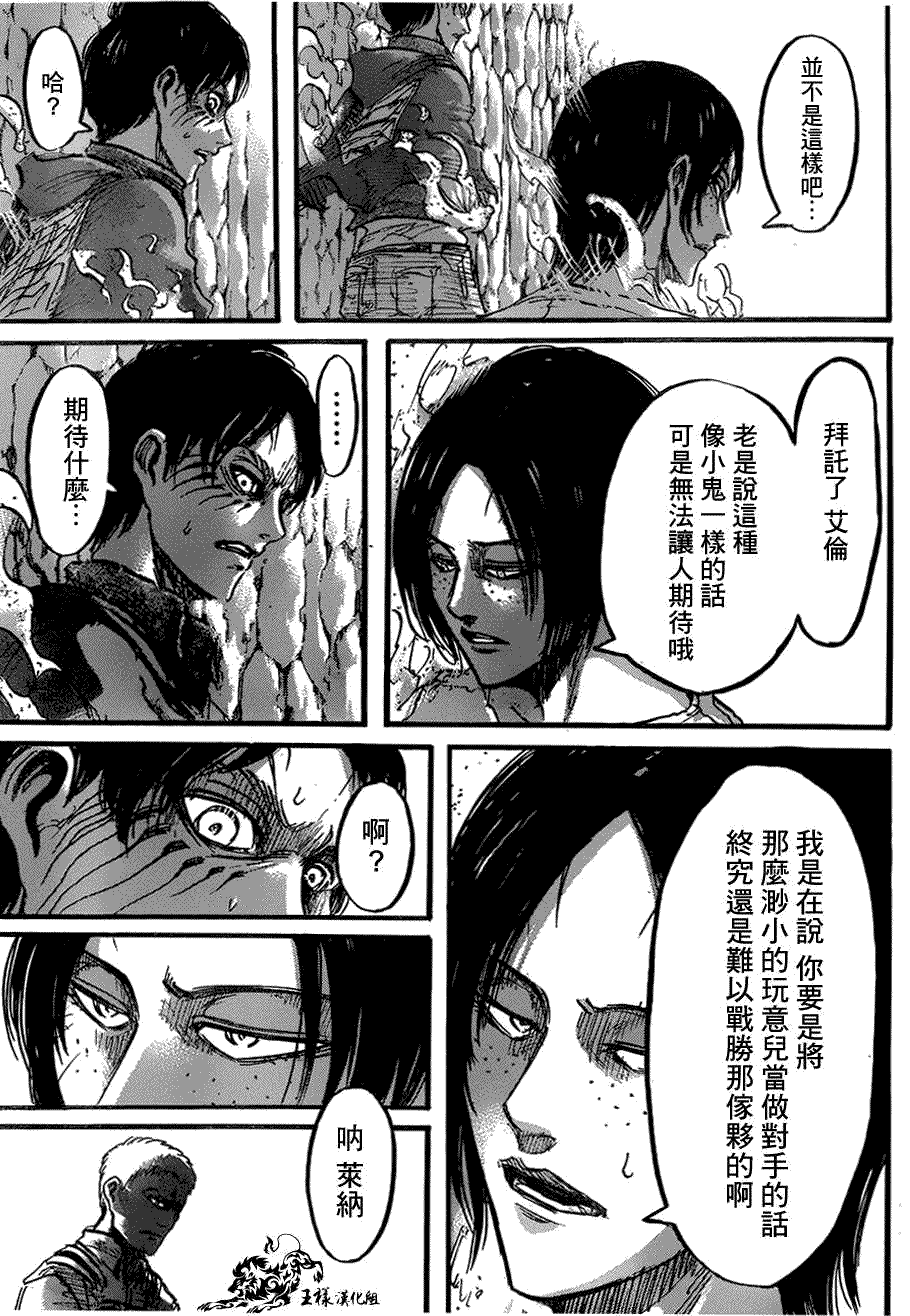 並不是這樣吧…
哈？
拜託了 艾倫
老是說這種
像小鬼一樣的話
可是無法讓人期待哦
……
期待什麼…
我是在說 你要是將
那麼渺小的玩意兒當做對手的話
終究還是難以戰勝那傢夥的啊
啊？
吶 萊納
王様漢化組